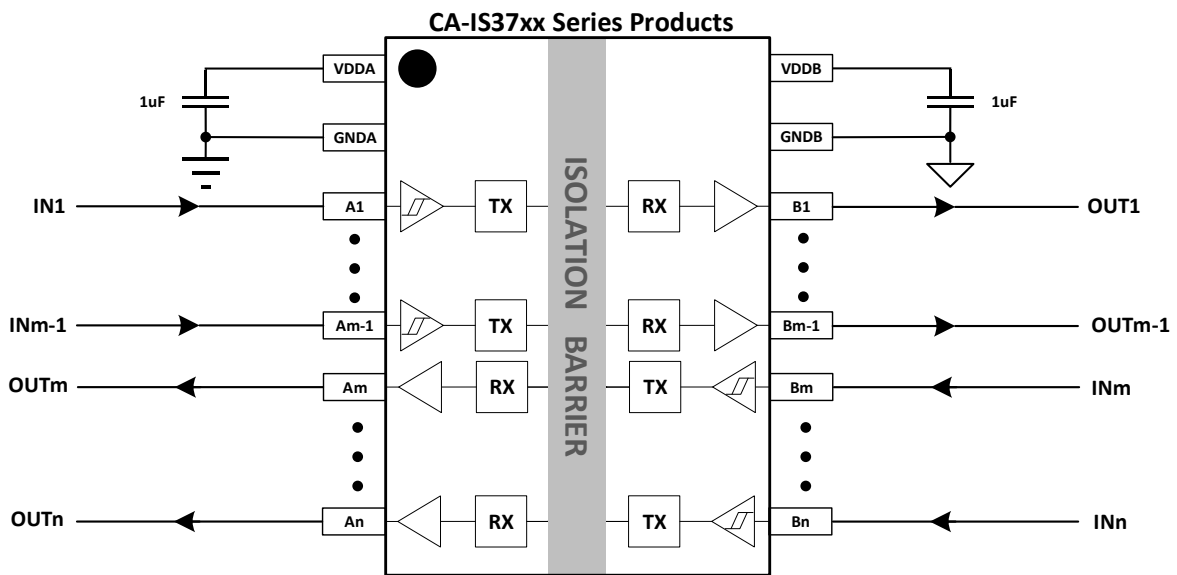 CA-IS37xx Series Products
VDDA
VDDB
1uF
1uF
GNDA
GNDB
ISOLATION BARRIER
IN1
A1
TX
RX
B1
OUT1
INm-1
Am-1
TX
RX
Bm-1
OUTm-1
OUTm
Am
RX
TX
Bm
INm
OUTn
An
RX
TX
Bn
INn